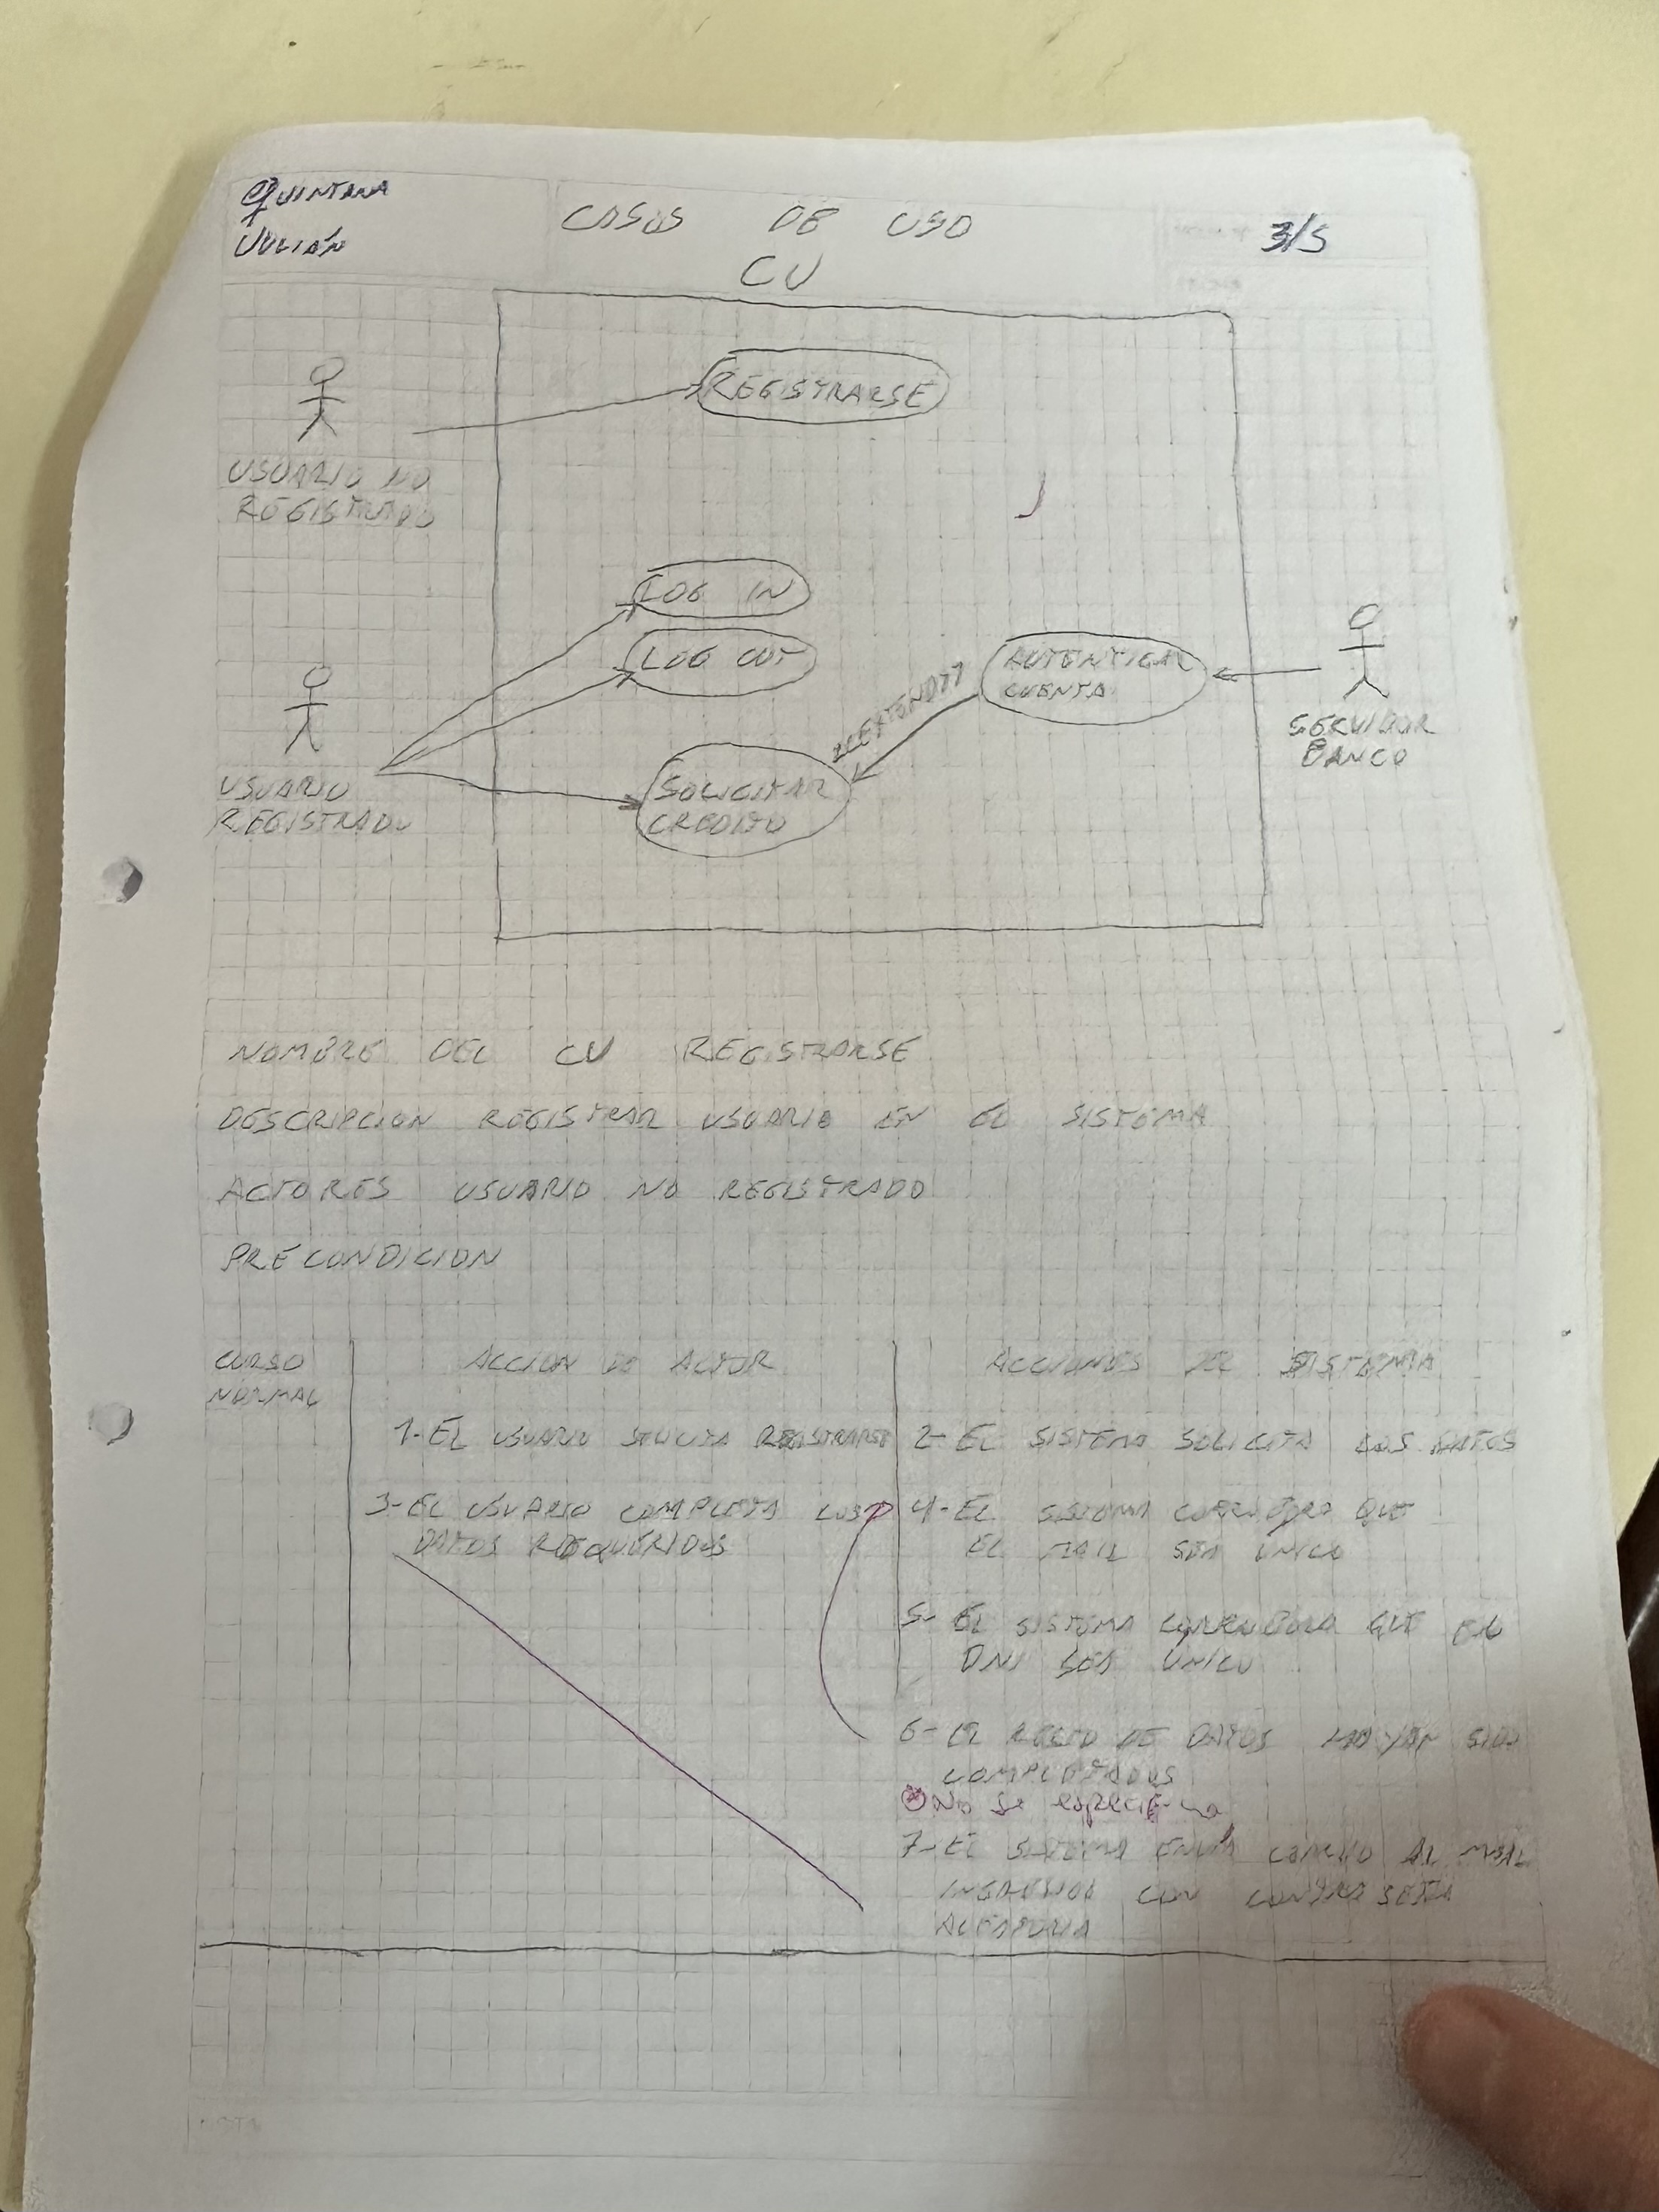 QUINTANA
JULIÁN
CASOS DE USO
3/5
CU
REGISTRARSE
USUARIO NO
REGISTRADO
LOG IN
LOG OUT
AUTENTICAR
CUENTA
SERVIDOR
BANCO
SOLICITAR
CREDITO
USUARIO
REGISTRADO
NOMBRE DEL CU REGISTRARSE
DESCRIPCION REGISTRAR USUARIO EN EL SISTEMA
ACTORES USUARIO NO REGISTRADO
PRECONDICION
CURSO
NORMAL
ACCION DE ACTOR
ACCIONES DEL SISTEMA
1-EL USUARIO SOLICITA REGISTRARSE
2-EL SISTEMA SOLICITA LOS DATOS
3-EL USUARIO COMPLETA LOS
DATOS REQUERIDOS
4-EL SISTEMA CORROBORA QUE
EL MAIL SEA UNICO
5-EL SISTEMA CORROBORA QUE EL
DNI SEA UNICO
6-EL RESTO DE DATOS HAYAN SIDO
COMPLETADOS
No se especifica
7-EL SISTEMA ENVIA CORREO AL MAIL
INGRESADO CON CONTRASEÑA
ALEATORIA